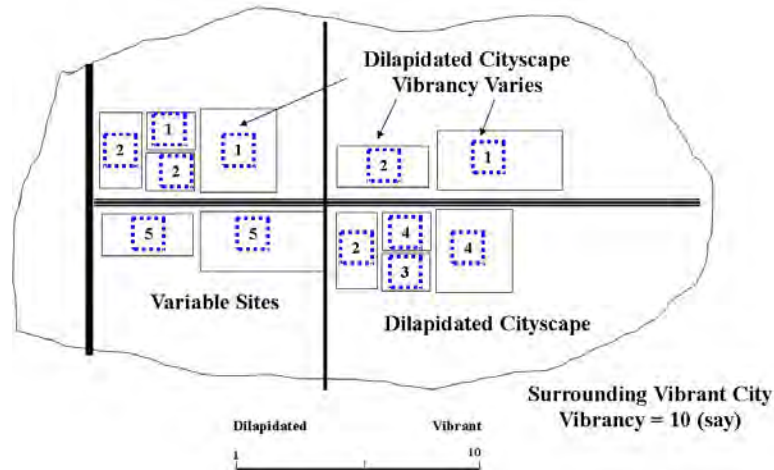 Dilapidated Cityscape
Vibrancy Varies
1
2
2
1
2
1
5
5
2
4
3
4
Variable Sites
Dilapidated Cityscape
Surrounding Vibrant City
Vibrancy = 10 (say)
Dilapidated Vibrant
1 10